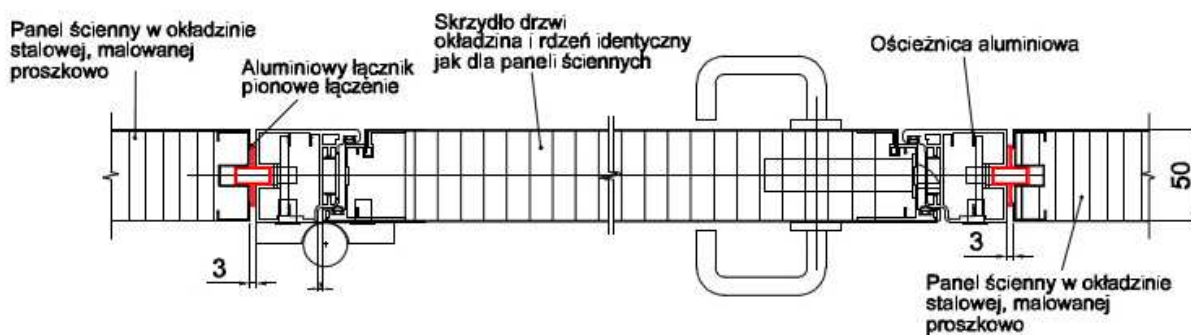 Panel ścienny w okładzinie
stalowej, malowanej
proszkowo
Aluminiowy łącznik
pionowe łączenie
Skrzydło drzwi
okładzina i rdzeń identyczny
jak dla paneli ściennych
Ościeżnica aluminiowa
50
3
3
Panel ścienny w okładzinie
stalowej, malowanej
proszkowo